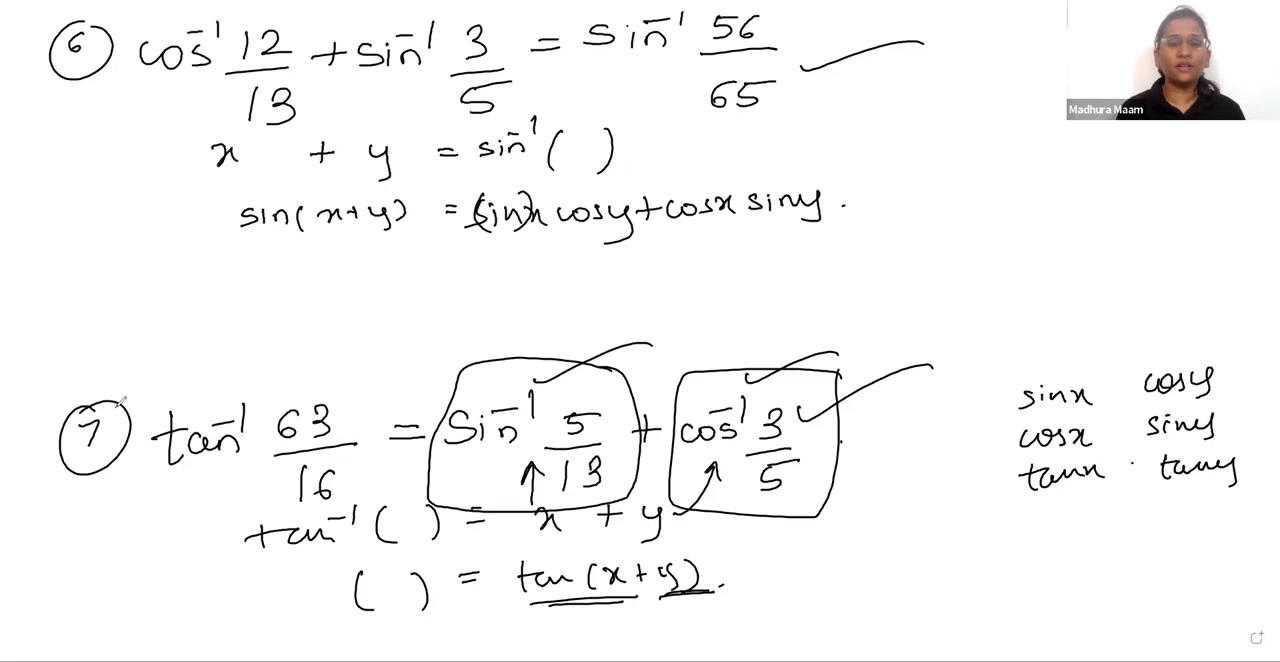 6 cos⁻¹ 12/13 + sin⁻¹ 3/5 = sin⁻¹ 56/65
Madhura Maam
x + y = sin⁻¹ ( )
sin(x+y) = (sin)x cosy + cosx siny .
7 tan⁻¹ 63/16 = Sin⁻¹ 5/13 + cos⁻¹ 3/5
tan⁻¹ ( ) = x + y
( ) = tan(x+y).
sinx cosy
cosx siny
tanx . tany